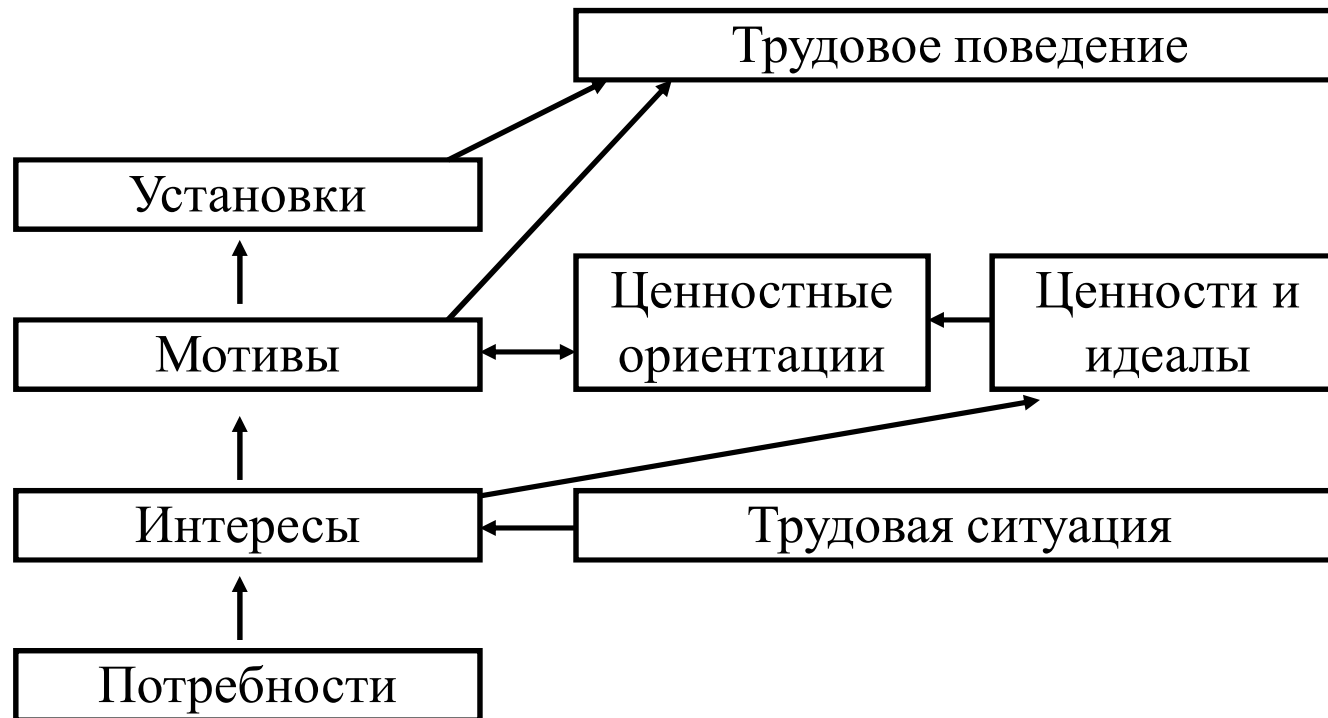 Трудовое поведение
Установки
Ценностные
ориентации
Ценности и
идеалы
Мотивы
Интересы
Трудовая ситуация
Потребности